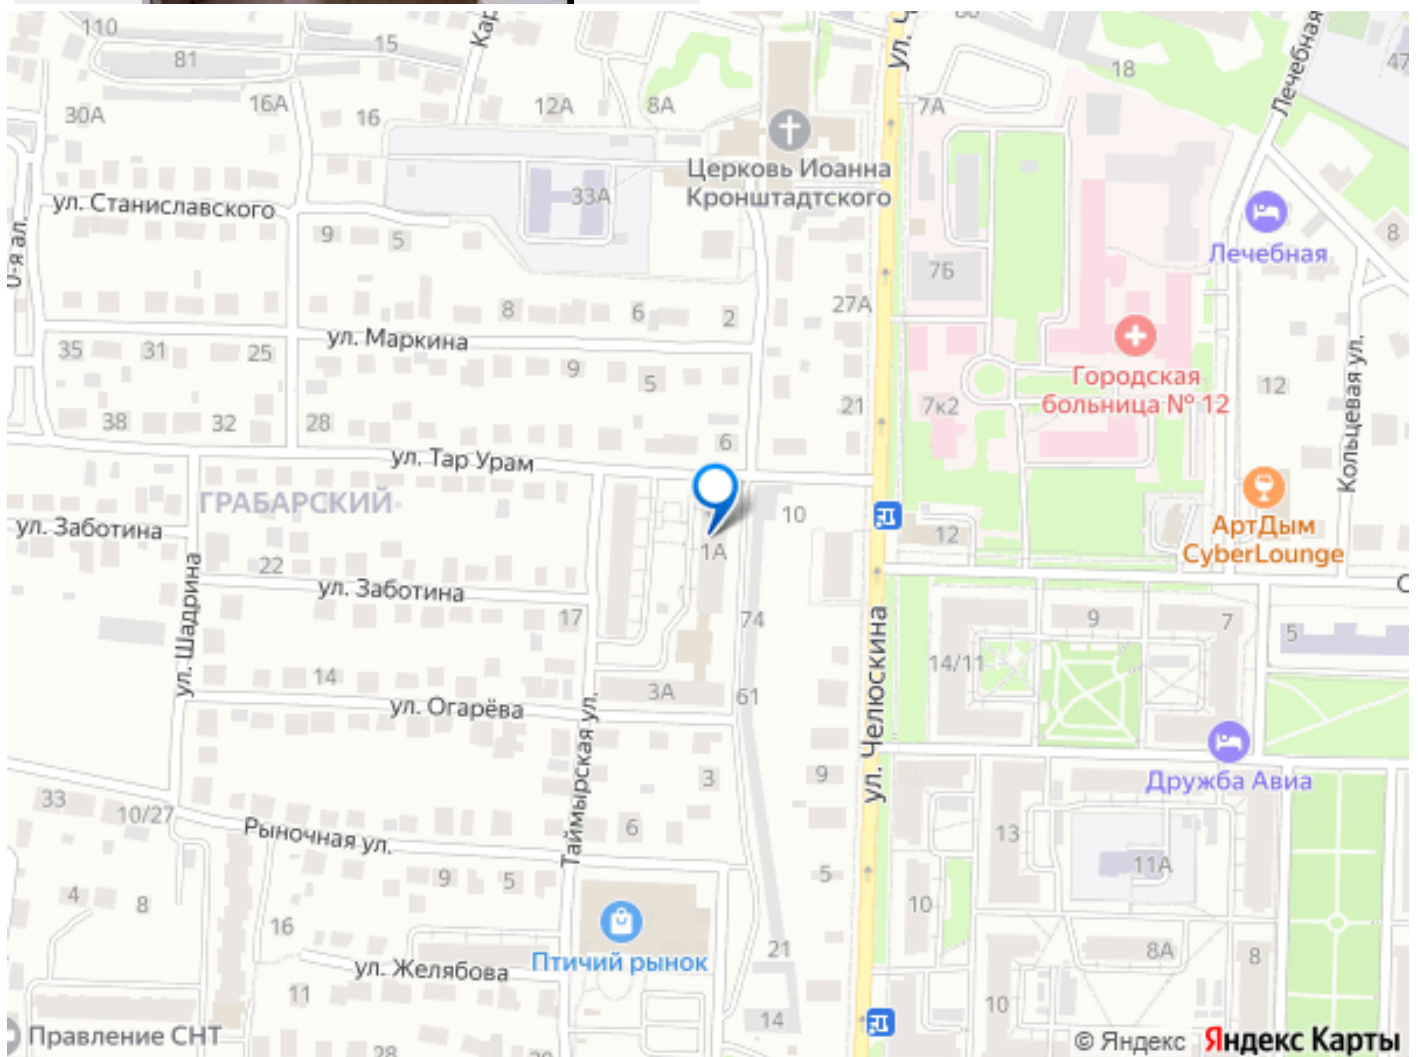 110
81
15
30А
16А
16
12А
8А
7А
18
47
Лечебная
Церковь Иоанна
Кронштадтского
33А
ул. Станиславского
9
5
7Б
Лечебная
8
27А
8
6
2
ул. Маркина
35
31
25
9
5
Городская
больница № 12
12
Кольцевая ул.
38
32
28
6
21
7к2
ул. Тар Урам
ГРАБАРСКИЙ
10
ул. Заботина
1А
12
АртДым
CyberLounge
22
ул. Заботина
17
74
9
7
5
ул. Шадрина
14
14/11
3А
61
ул. Огарёва
Таймырская ул.
ул. Челюскина
Дружба Авиа
33
10/27
3
9
Рыночная ул.
6
13
11А
9
5
5
4
8
16
10
Птичий рынок
21
8А
8
ул. Желябова
11
10
14
Правление СНТ
28
20
© Яндекс Яндекс Карты